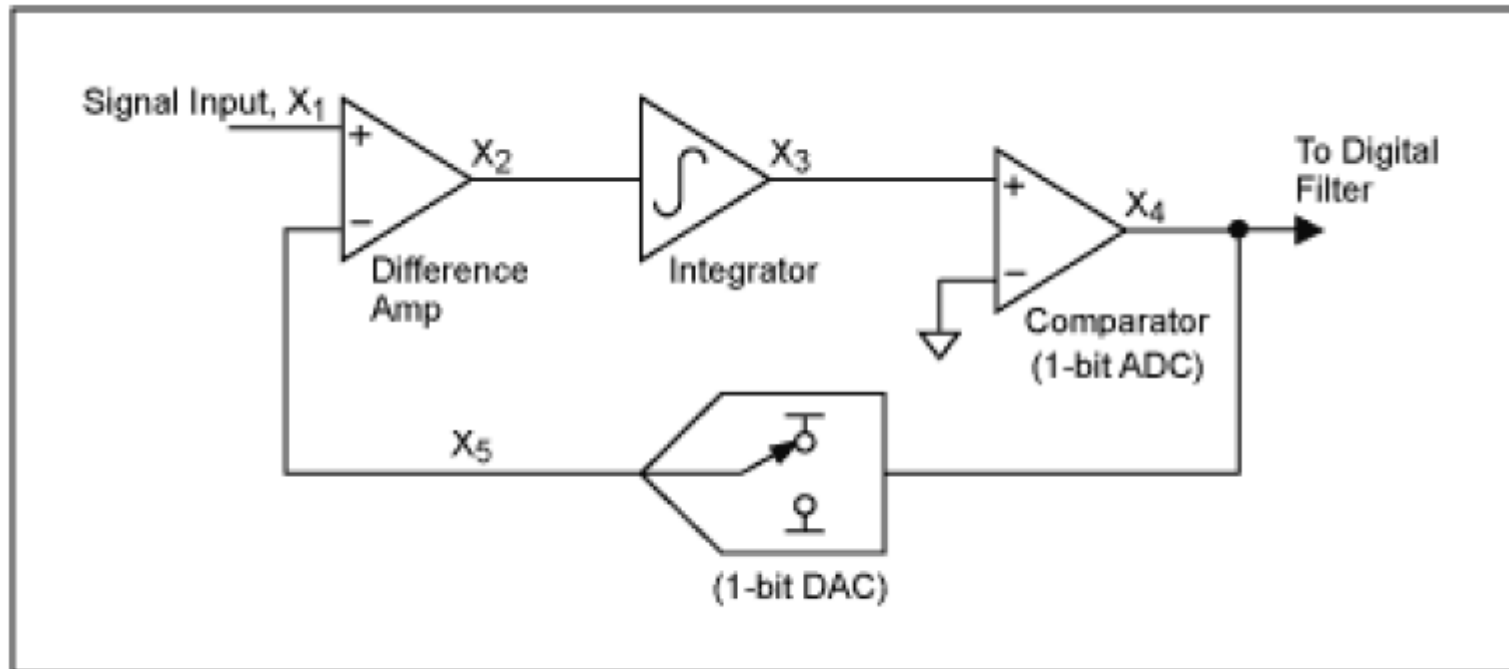 Signal Input, X1
+
−
Difference
Amp
X2
Integrator
X3
+
−
Comparator
(1-bit ADC)
X4
To Digital
Filter
X5
(1-bit DAC)